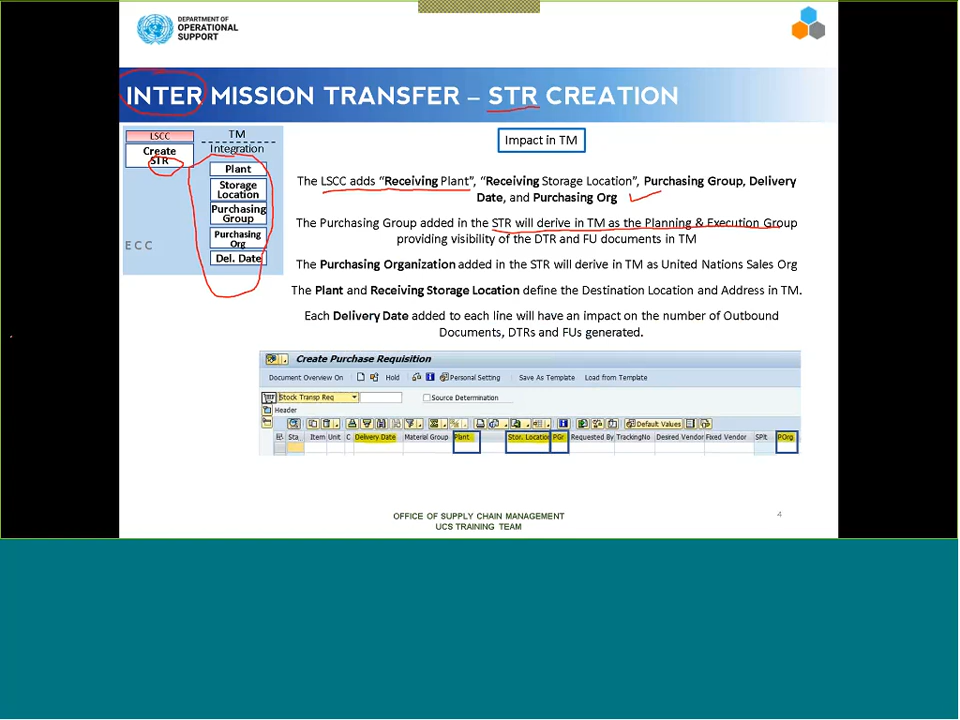 DEPARTMENT OF
OPERATIONAL
SUPPORT
INTER MISSION TRANSFER – STR CREATION
LSCC
Create
STR
TM
Integration
Plant
Storage
Location
Purchasing
Group
Purchasing
Org
Del. Date
ECC
Impact in TM
The LSCC adds “Receiving Plant”, “Receiving Storage Location”, Purchasing Group, Delivery
Date, and Purchasing Org
The Purchasing Group added in the STR will derive in TM as the Planning & Execution Group
providing visibility of the DTR and FU documents in TM
The Purchasing Organization added in the STR will derive in TM as United Nations Sales Org
The Plant and Receiving Storage Location define the Destination Location and Address in TM.
Each Delivery Date added to each line will have an impact on the number of Outbound
Documents, DTRs and FUs generated.
Create Purchase Requisition
Document Overview On Hold Personal Setting Save As Template Load from Template
Stock Transp Req Source Determination
Header
Default Values
Sta Item Unit C Delivery Date Material Group Plant Stor. Location PGr Requested By TrackingNo Desired Vendor Fixed Vendor SPlt POrg
OFFICE OF SUPPLY CHAIN MANAGEMENT
UCS TRAINING TEAM
4